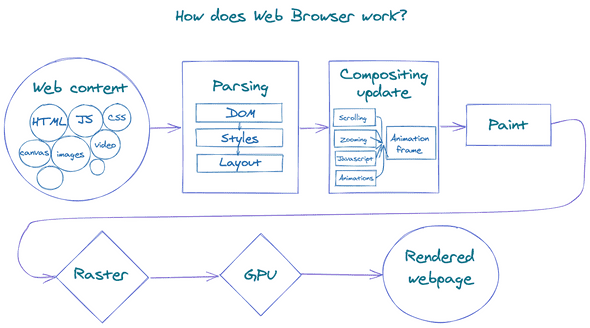 How does Web Browser work?
Web content
HTML
JS
CSS
canvas
images
video
Parsing
DOM
Styles
Layout
Compositing
update
Scrolling
Zooming
Javascript
Animations
Animation
frame
Paint
Raster
GPU
Rendered
webpage